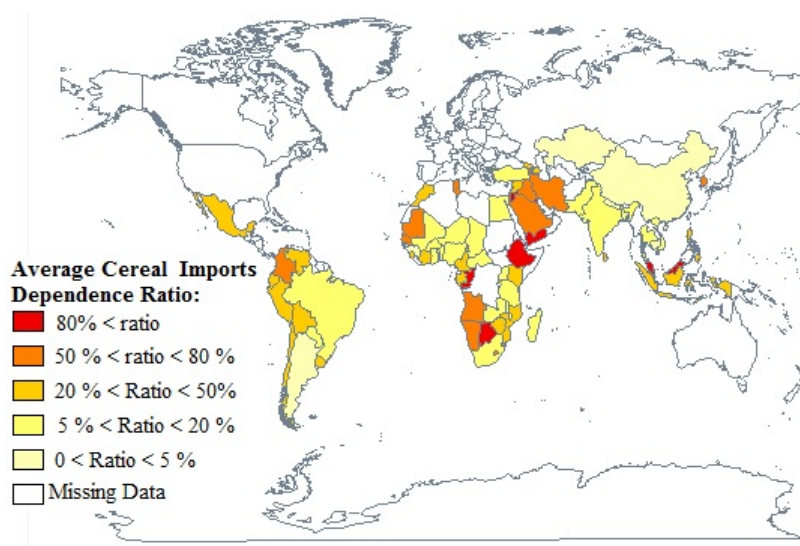 Average Cereal Imports
Dependence Ratio:
80% < ratio
50 % < ratio < 80 %
20 % < Ratio < 50%
5 % < Ratio < 20 %
0 < Ratio < 5 %
Missing Data